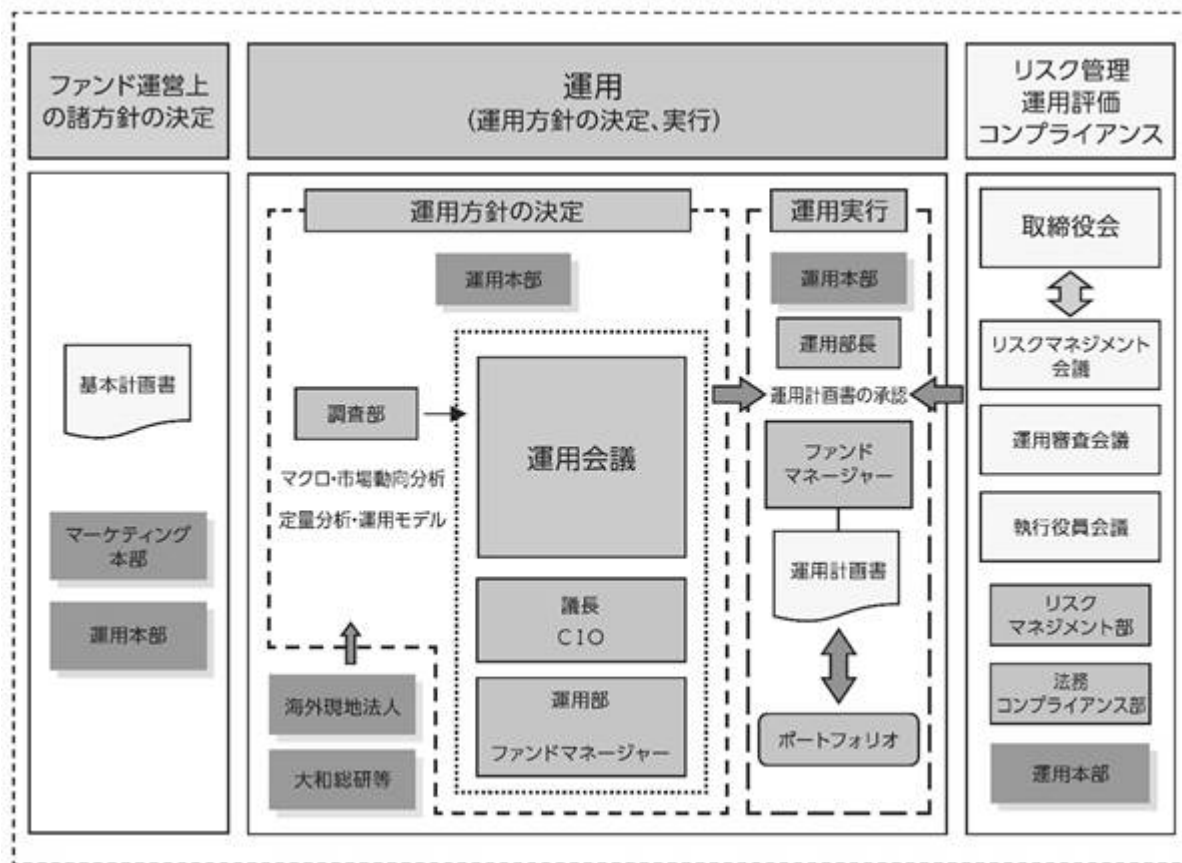 ファンド運営上
の諸方針の決定
運用
(運用方針の決定、実行)
リスク管理
運用評価
コンプライアンス
基本計画書
マーケティング
本部
運用本部
運用方針の決定
運用本部
調査部
マクロ・市場動向分析
定量分析・運用モデル
運用会議
議長
CIO
運用部
ファンドマネージャー
海外現地法人
大和総研等
運用実行
運用本部
運用部長
運用計画書の承認
ファンド
マネージャー
運用計画書
ポートフォリオ
取締役会
リスクマネジメント
会議
運用審査会議
執行役員会議
リスク
マネジメント部
法務
コンプライアンス部
運用本部